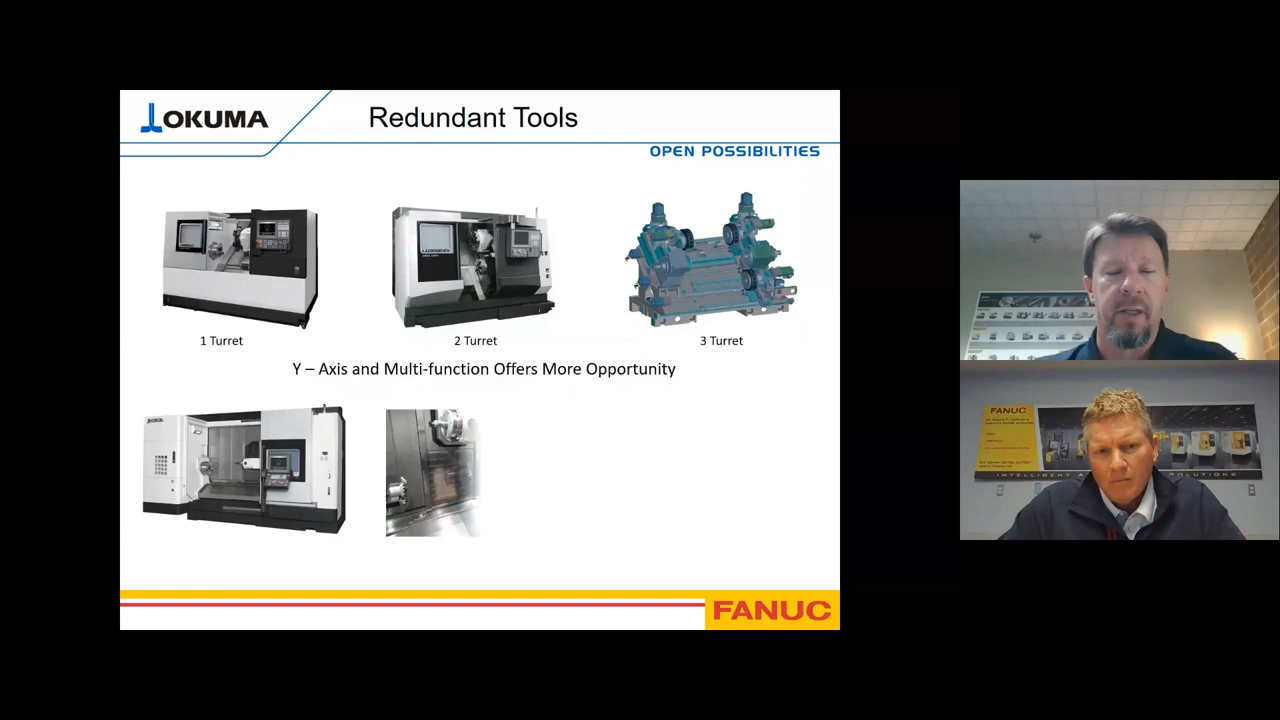 OKUMA
Redundant Tools
OPEN POSSIBILITIES
1 Turret
2 Turret
3 Turret
Y – Axis and Multi-function Offers More Opportunity
FANUC
FANUC